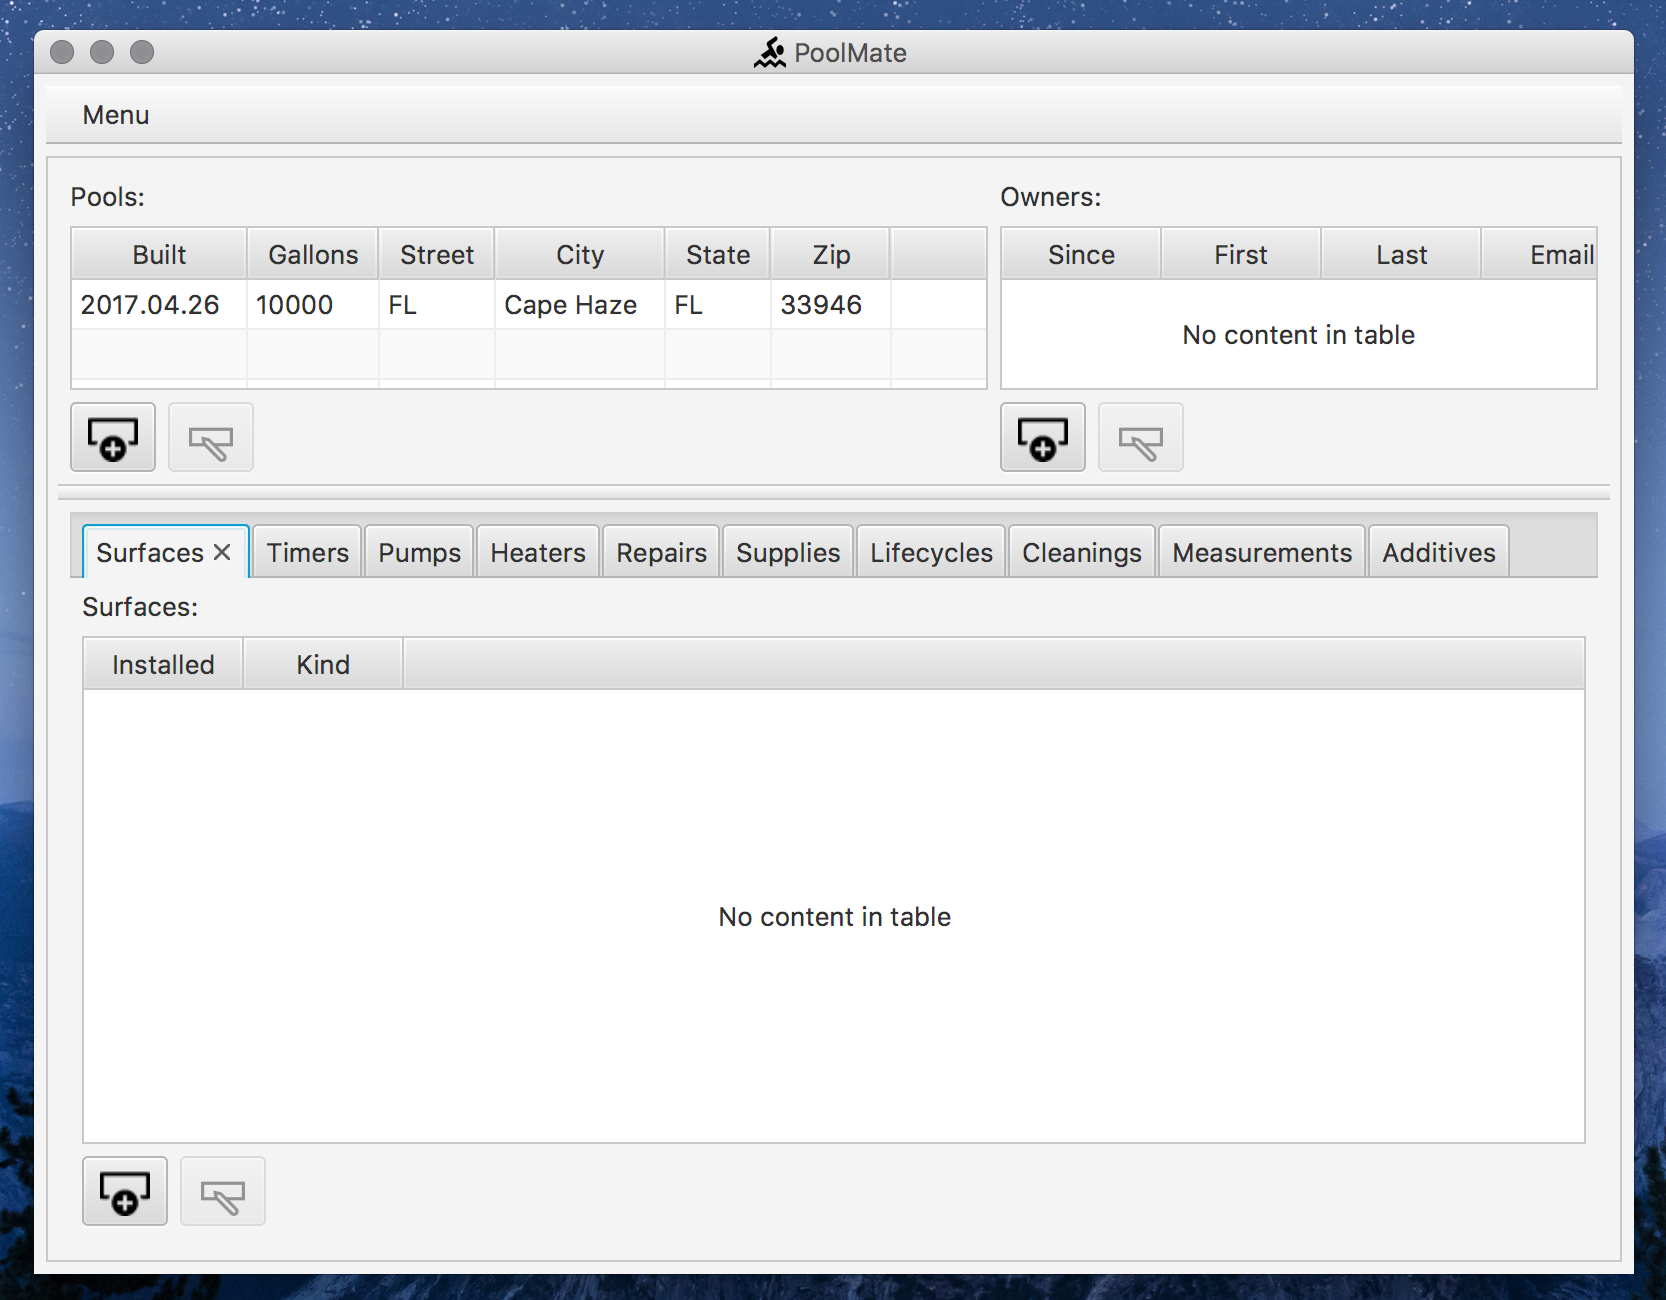 PoolMate
Menu
Pools:
Owners:
Built Gallons Street City State Zip
Since First Last Email
2017.04.26 10000 FL Cape Haze FL 33946
No content in table
Surfaces Timers Pumps Heaters Repairs Supplies Lifecycles Cleanings Measurements Additives
Surfaces:
Installed Kind
No content in table